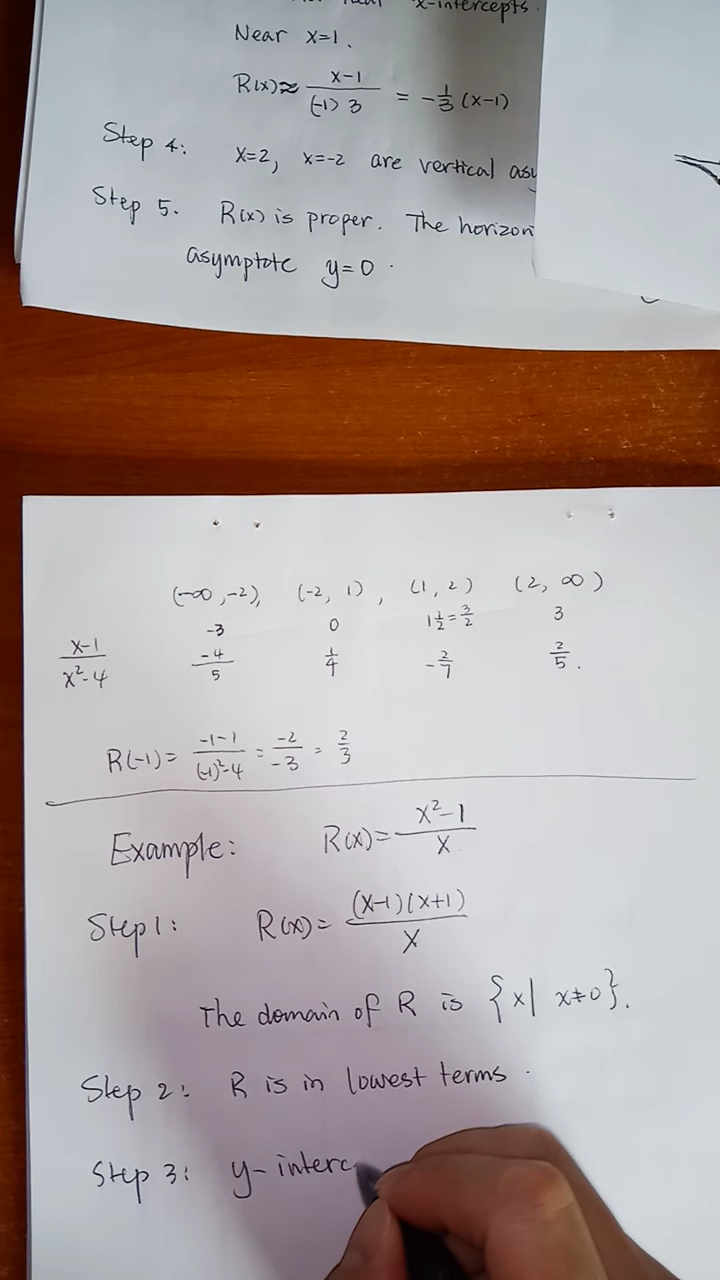 x-intercepts.
Near x=1.
R(x)≈ (x-1)/((-1) 3) = -1/3 (x-1)
Step 4: x=2, x=-2 are vertical asy
Step 5. R(x) is proper. The horizon
asymptote y=0.
(-∞,-2), (-2, 1), (1, 2) (2, ∞)
-3 0 1 1/2 = 3/2 3
(x-1)/(x²-4) -4/5 1/4 -2/7 2/5.
R(-1) = (-1-1)/((-1)²-4) = -2/-3 = 2/3
Example: R(x)= (x²-1)/x
Step 1: R(x)= ((x-1)(x+1))/x
The domain of R is {x| x≠0}.
Step 2: R is in lowest terms.
Step 3: y-interc